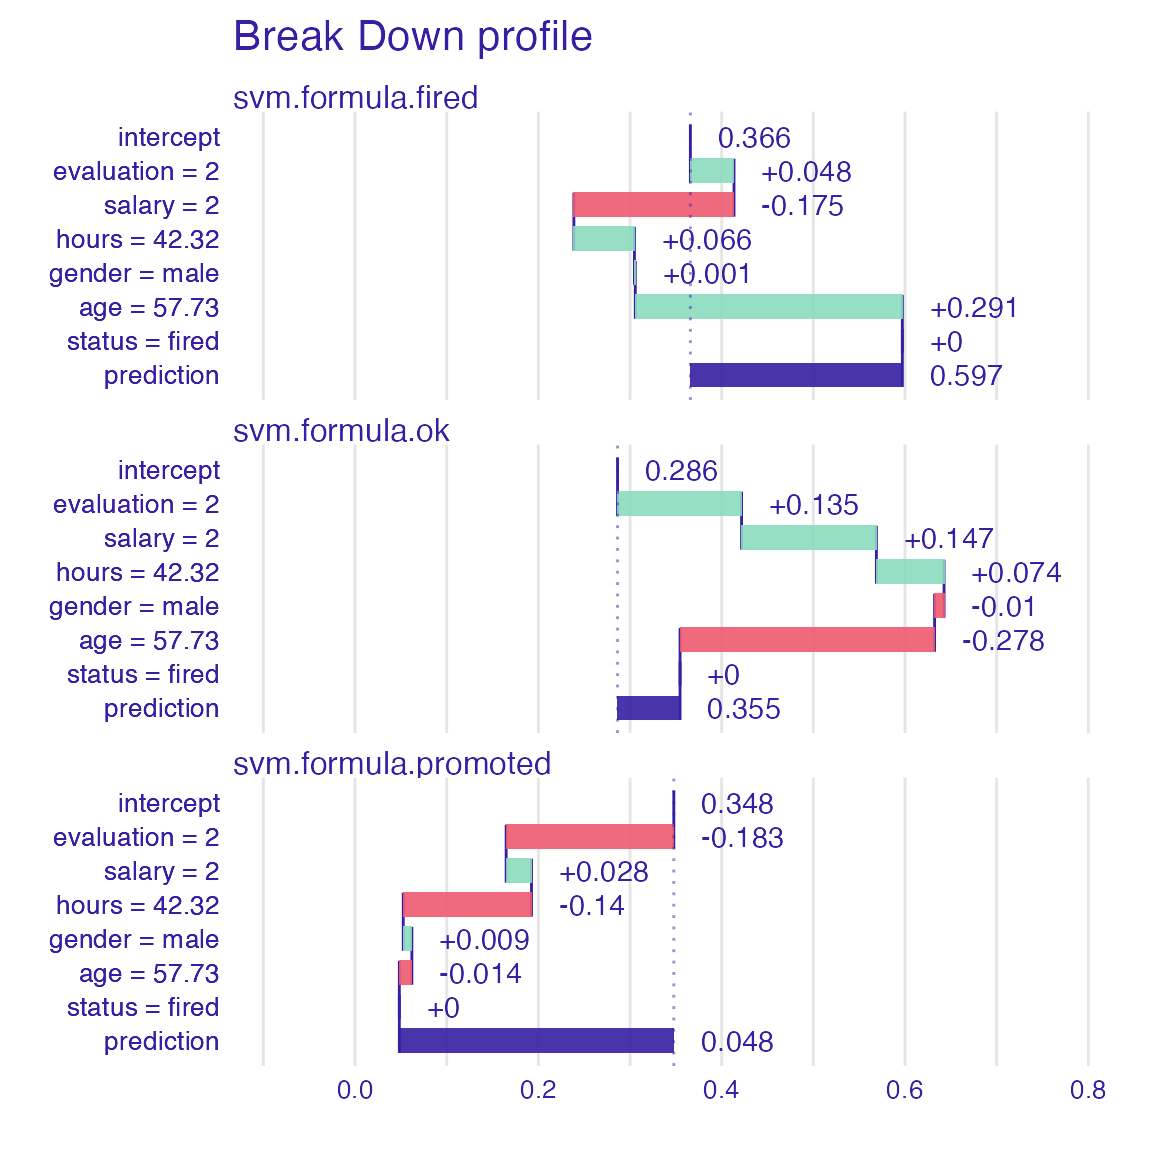 Break Down profile
svm.formula.fired
intercept 0.366
evaluation = 2 +0.048
salary = 2 -0.175
hours = 42.32 +0.066
gender = male +0.001
age = 57.73 +0.291
status = fired +0
prediction 0.597
svm.formula.ok
intercept 0.286
evaluation = 2 +0.135
salary = 2 +0.147
hours = 42.32 +0.074
gender = male -0.01
age = 57.73 -0.278
status = fired +0
prediction 0.355
svm.formula.promoted
intercept 0.348
evaluation = 2 -0.183
salary = 2 +0.028
hours = 42.32 -0.14
gender = male +0.009
age = 57.73 -0.014
status = fired +0
prediction 0.048
0.0 0.2 0.4 0.6 0.8